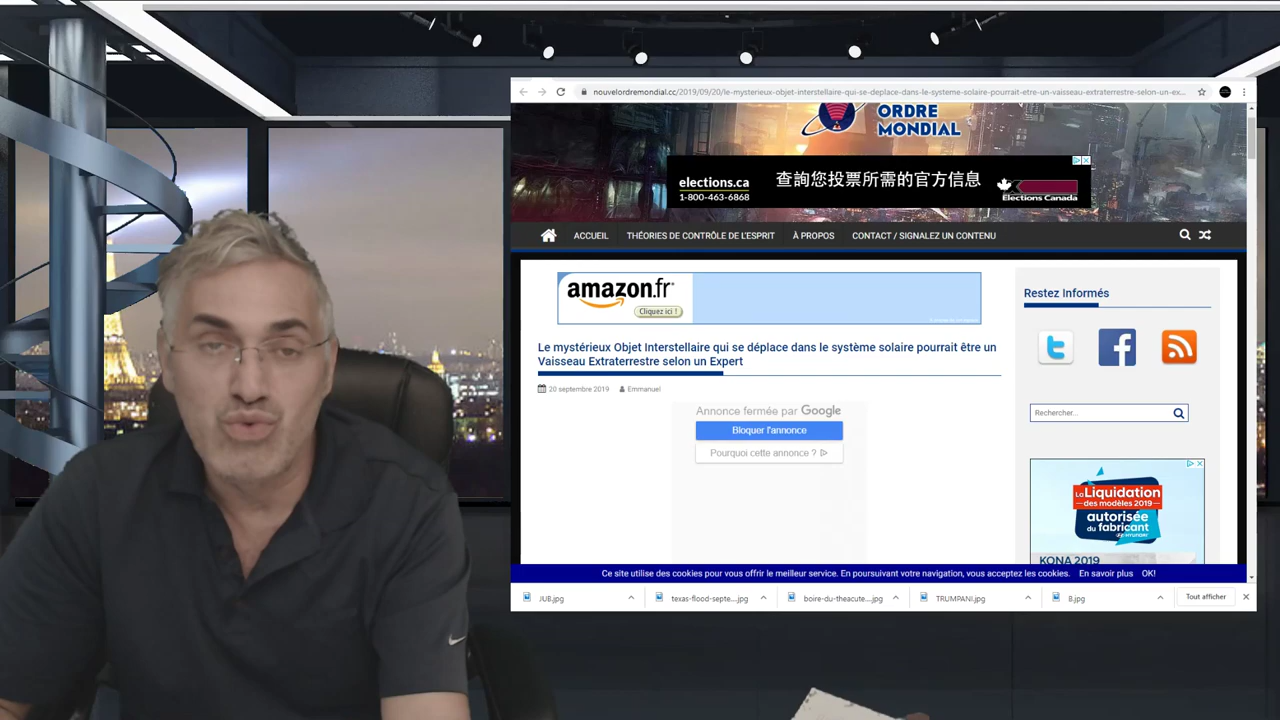 nouvelordremondial.cc/2019/09/20/le-mysterieux-objet-interstellaire-qui-se-deplace-dans-le-systeme-solaire-pourrait-etre-un-vaisseau-extraterrestre-selon-un-ex...
ORDRE
MONDIAL
elections.ca
1-800-463-6868
查詢您投票所需的官方信息
Elections Canada
ACCUEIL THÉORIES DE CONTRÔLE DE L'ESPRIT À PROPOS CONTACT / SIGNALEZ UN CONTENU
amazon.fr
Cliquez ici !
Le mystérieux Objet Interstellaire qui se déplace dans le système solaire pourrait être un
Vaisseau Extraterrestre selon un Expert
20 septembre 2019 Emmanuel
Annonce fermée par Google
Bloquer l'annonce
Pourquoi cette annonce ?
Restez Informés
Rechercher...
La Liquidation
des modèles 2019
autorisée
du fabricant
HYUNDAI
KONA 2019
Ce site utilise des cookies pour vous offrir le meilleur service. En poursuivant votre navigation, vous acceptez les cookies. En savoir plus OK!
JUB.jpg texas-flood-septe....jpg boire-du-theacute....jpg TRUMPANI.jpg B.jpg Tout afficher